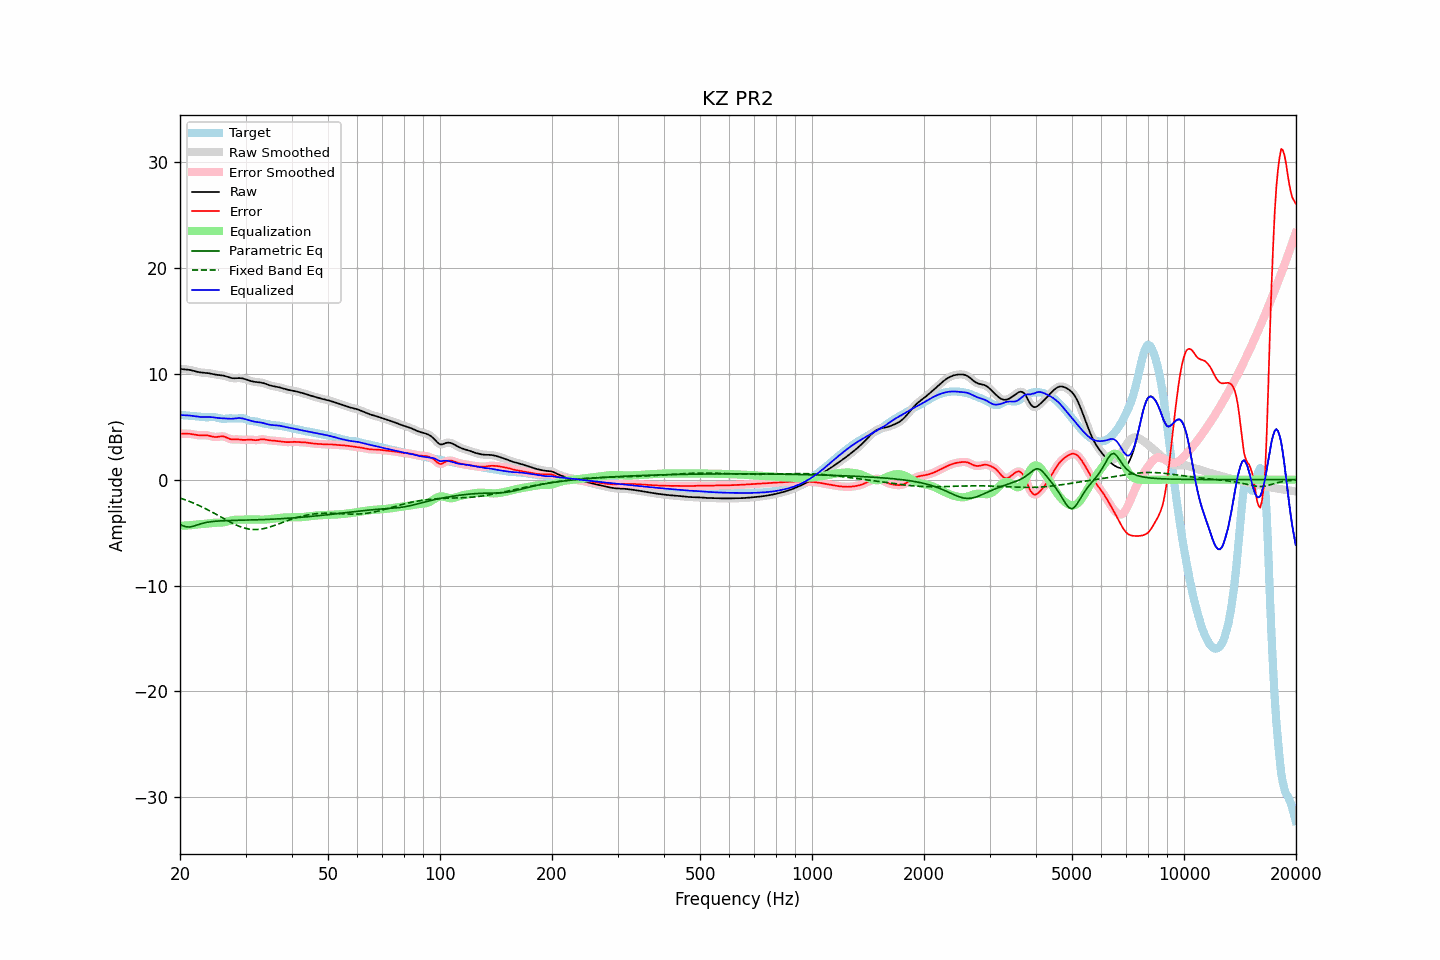 KZ PR2
Target
Raw Smoothed
Error Smoothed
Raw
Error
Equalization
Parametric Eq
Fixed Band Eq
Equalized
Amplitude (dBr)
30
20
10
0
−10
−20
−30
20 50 100 200 500 1000 2000 5000 10000 20000
Frequency (Hz)